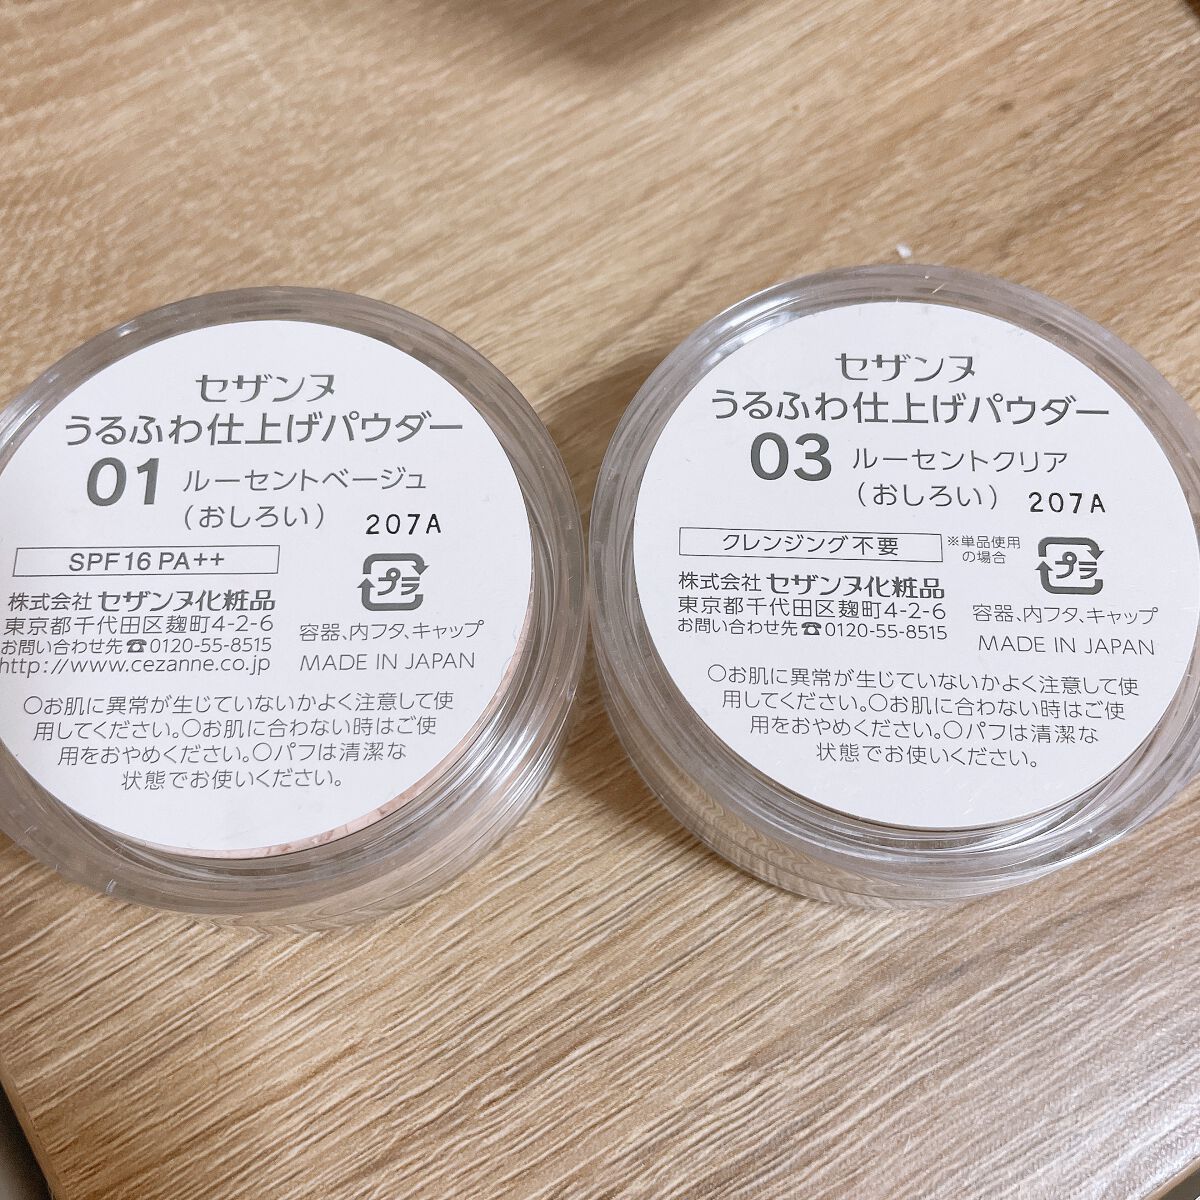 セザンヌ
うるふわ仕上げパウダー
01 ルーセントベージュ
(おしろい) 207A
SPF16 PA++
プラ
株式会社 セザンヌ化粧品
東京都千代田区麹町4-2-6
お問い合わせ先☎0120-55-8515
http://www.cezanne.co.jp
容器、内フタ、キャップ
MADE IN JAPAN
○お肌に異常が生じていないかよく注意して使
用してください。○お肌に合わない時はご使
用をおやめください。○パフは清潔な
状態でお使いください。
セザンヌ
うるふわ仕上げパウダー
03 ルーセントクリア
(おしろい) 207A
クレンジング不要
※単品使用
の場合
プラ
株式会社 セザンヌ化粧品
東京都千代田区麹町4-2-6
お問い合わせ先☎0120-55-8515
容器、内フタ、キャップ
MADE IN JAPAN
○お肌に異常が生じていないかよく注意して使
用してください。○お肌に合わない時はご使
用をおやめください。○パフは清潔な
状態でお使いください。